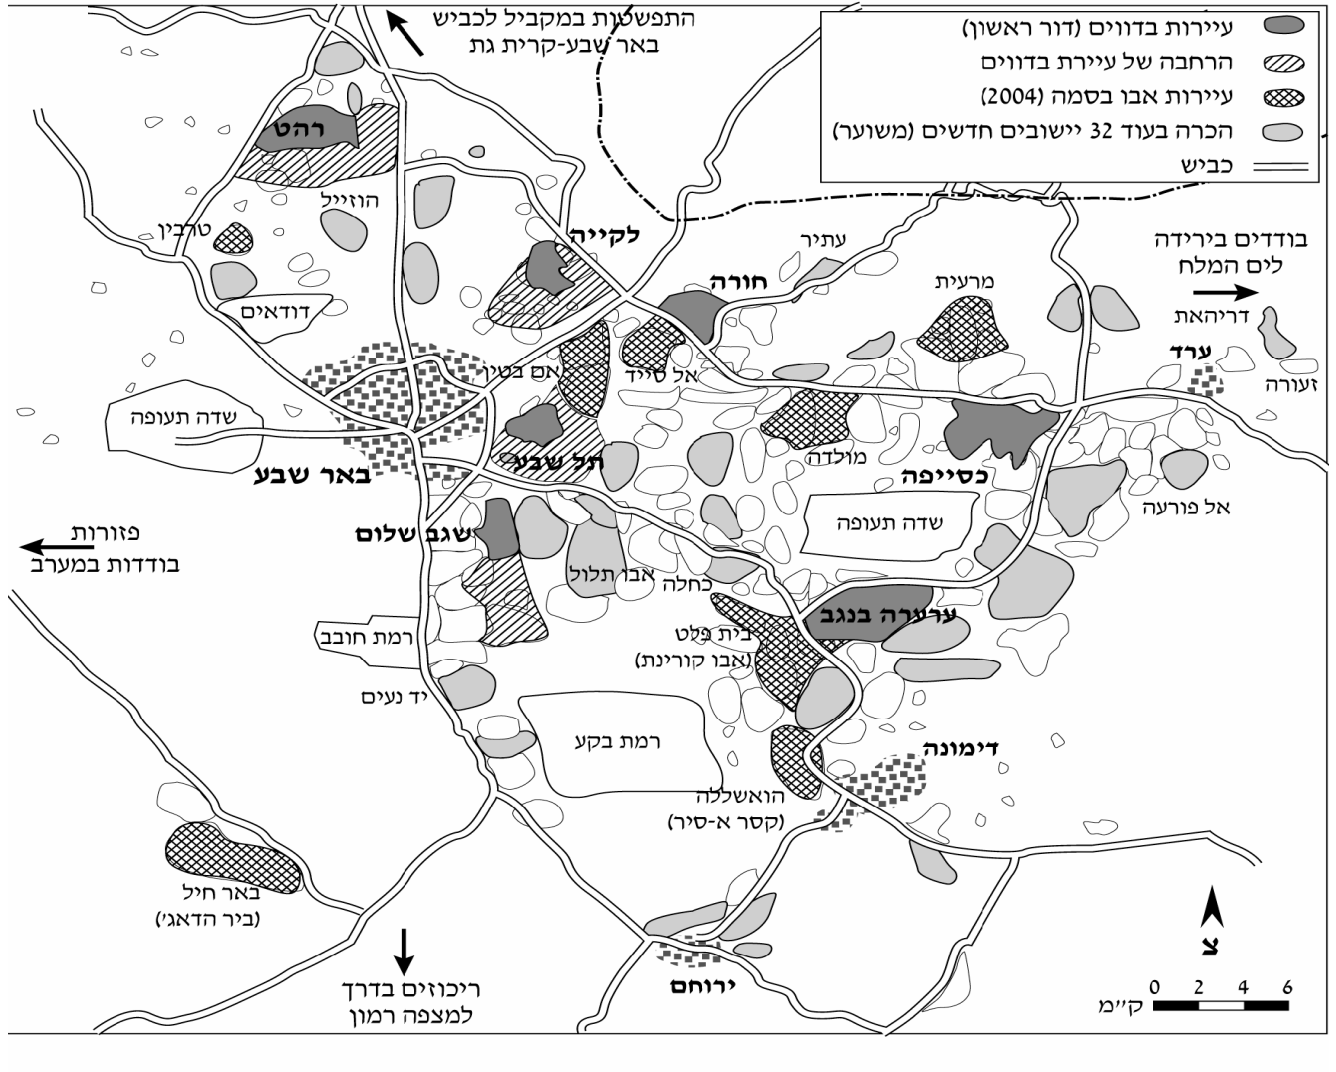 התפשטות במקביל לכביש
באר שבע-קרית גת
עיירות בדווים (דור ראשון)
הרחבה של עיירת בדווים
עיירות אבו בסמה (2004)
הכרה בעוד 32 יישובים חדשים (משוער)
כביש
רהט
הוזייל
טרבין
לקייה
עתיר
בודדים בירידה
לים המלח
חורה
מרעית
דריהאת
דודאים
ערד
זעורה
אום בטין
אל סייד
שדה תעופה
מולדה
תל שבע
כסייפה
באר שבע
אל פורעה
שדה תעופה
שגב שלום
פזורות
בודדות במערב
אבו תלול
כחלה
ערערה בנגב
רמת חובב
בית פלט
(אבו קורינת)
יד נעים
רמת בקע
דימונה
הואשללה
(קסר א-סיר)
באר חיל
(ביר הדאג')
צ
ריכוזים בדרך
למצפה רמון
ירוחם
0 2 4 6
ק"מ